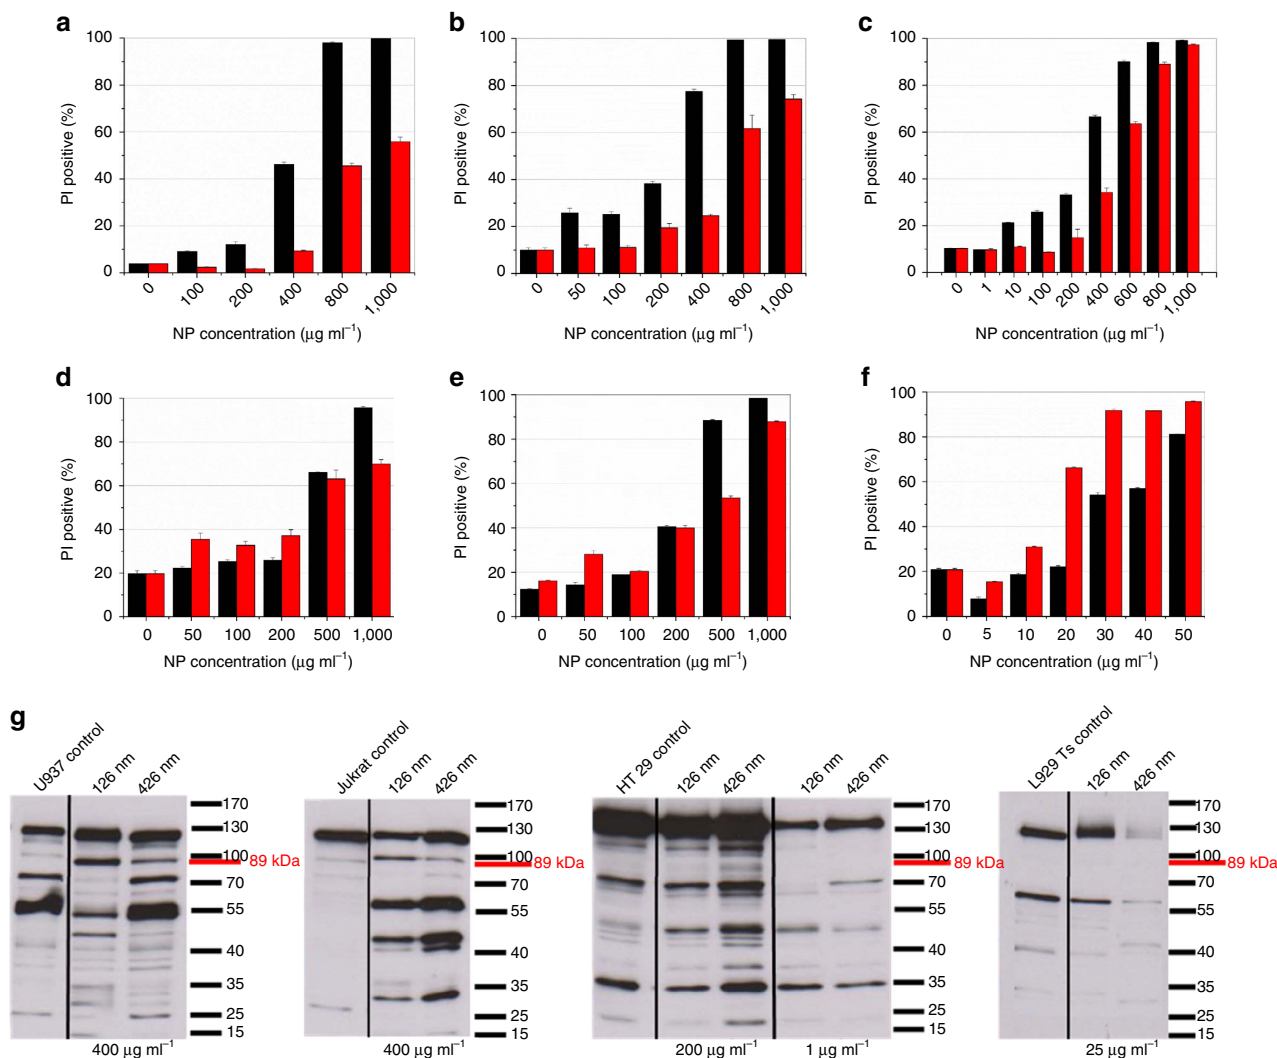 a
100
80
60
40
20
0
PI positive (%)
0 100 200 400 800 1,000
NP concentration (µg ml⁻¹)
b
100
80
60
40
20
0
PI positive (%)
0 50 100 200 400 800 1,000
NP concentration (µg ml⁻¹)
c
100
80
60
40
20
0
PI positive (%)
0 1 10 100 200 400 600 800 1,000
NP concentration (µg ml⁻¹)
d
100
80
60
40
20
0
PI positive (%)
0 50 100 200 500 1,000
NP concentration (µg ml⁻¹)
e
100
80
60
40
20
0
PI positive (%)
0 50 100 200 500 1,000
NP concentration (µg ml⁻¹)
f
100
80
60
40
20
0
PI positive (%)
0 5 10 20 30 40 50
NP concentration (µg ml⁻¹)
g
U937 control 126 nm 426 nm
170
130
100
89 kDa
70
55
40
35
25
15
400 µg ml⁻¹
Jukrat control 126 nm 426 nm
170
130
100
89 kDa
70
55
40
35
25
15
400 µg ml⁻¹
HT 29 control 126 nm 426 nm 126 nm 426 nm
170
130
100
89 kDa
70
55
40
35
25
15
200 µg ml⁻¹ 1 µg ml⁻¹
L929 Ts control 126 nm 426 nm
170
130
100
89 kDa
70
55
40
35
25
15
25 µg ml⁻¹